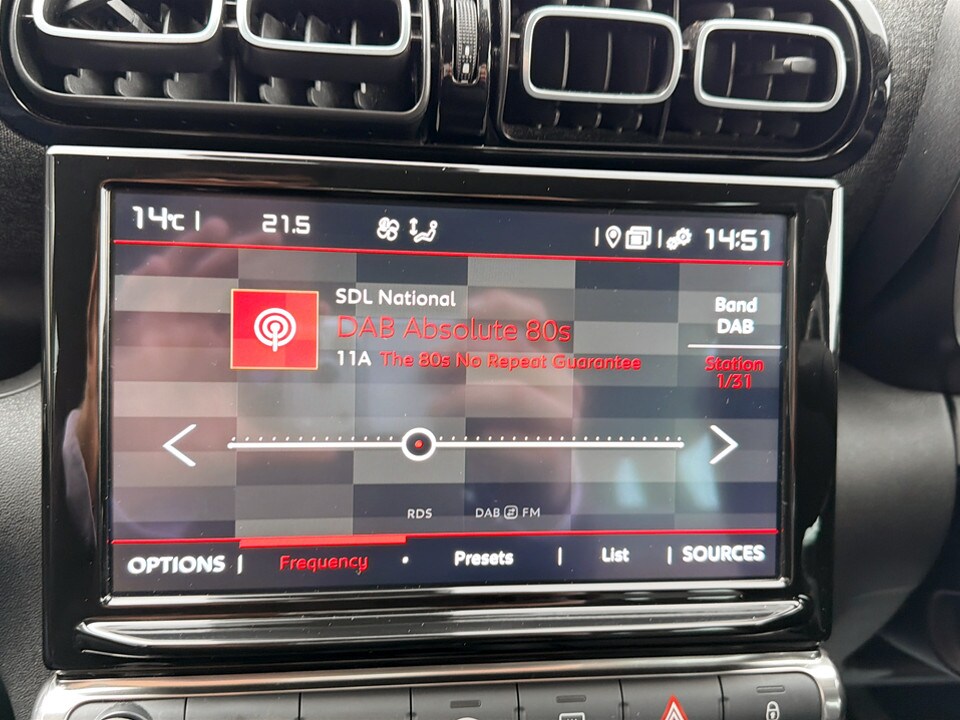 14°C 21.5 14:51
SDL National
DAB Absolute 80s
11A The 80s No Repeat Guarantee
Band
DAB
Station
1/31
RDS DAB FM
OPTIONS Frequency Presets List SOURCES